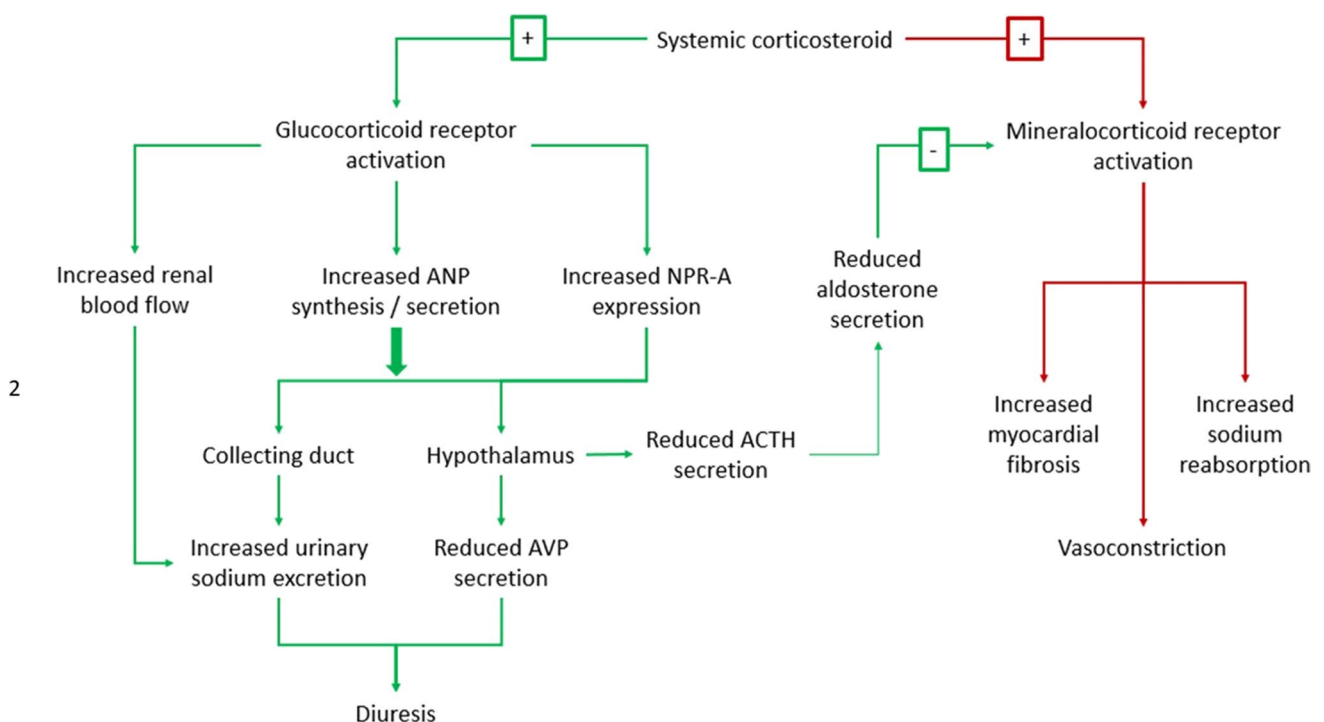 +
Systemic corticosteroid
+
Glucocorticoid receptor
activation
-
Mineralocorticoid receptor
activation
Increased renal
blood flow
Increased ANP
synthesis / secretion
Increased NPR-A
expression
Reduced
aldosterone
secretion
2
Increased
myocardial
fibrosis
Increased
sodium
reabsorption
Collecting duct
Hypothalamus
Reduced ACTH
secretion
Increased urinary
sodium excretion
Reduced AVP
secretion
Vasoconstriction
Diuresis